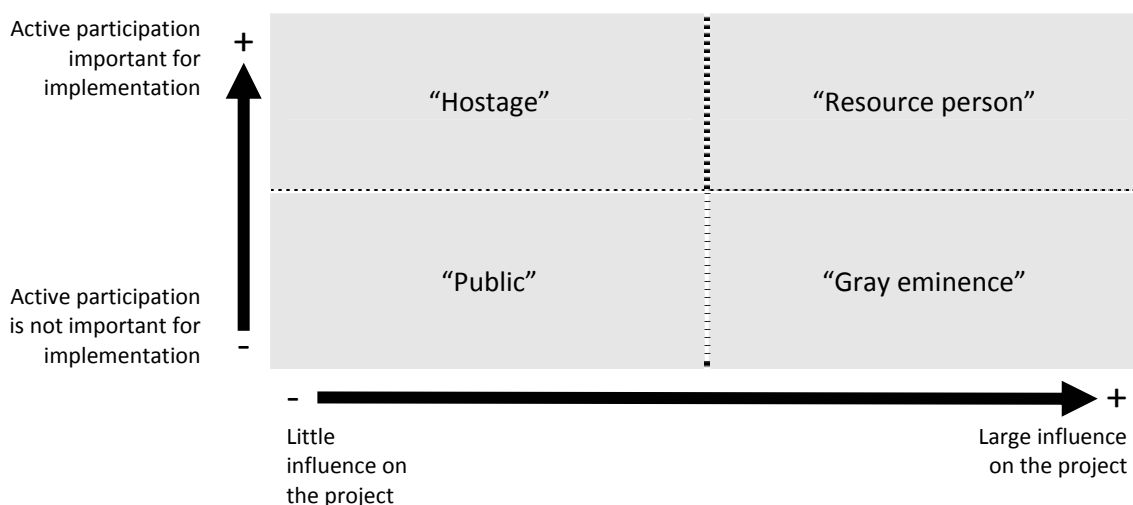 Active participation
important for
implementation
+
“Hostage”
“Resource person”
“Public”
“Gray eminence”
Active participation
is not important for
implementation
-
-
+
Little
influence on
the project
Large influence
on the project